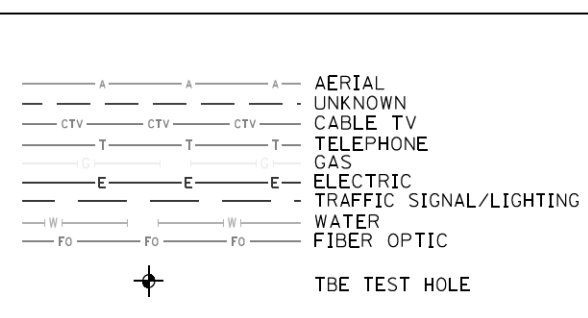 A A A AERIAL
UNKNOWN
CTV CTV CTV CABLE TV
T T T TELEPHONE
G G GAS
E E E ELECTRIC
TRAFFIC SIGNAL/LIGHTING
W W WATER
FO FO FO FIBER OPTIC
TBE TEST HOLE